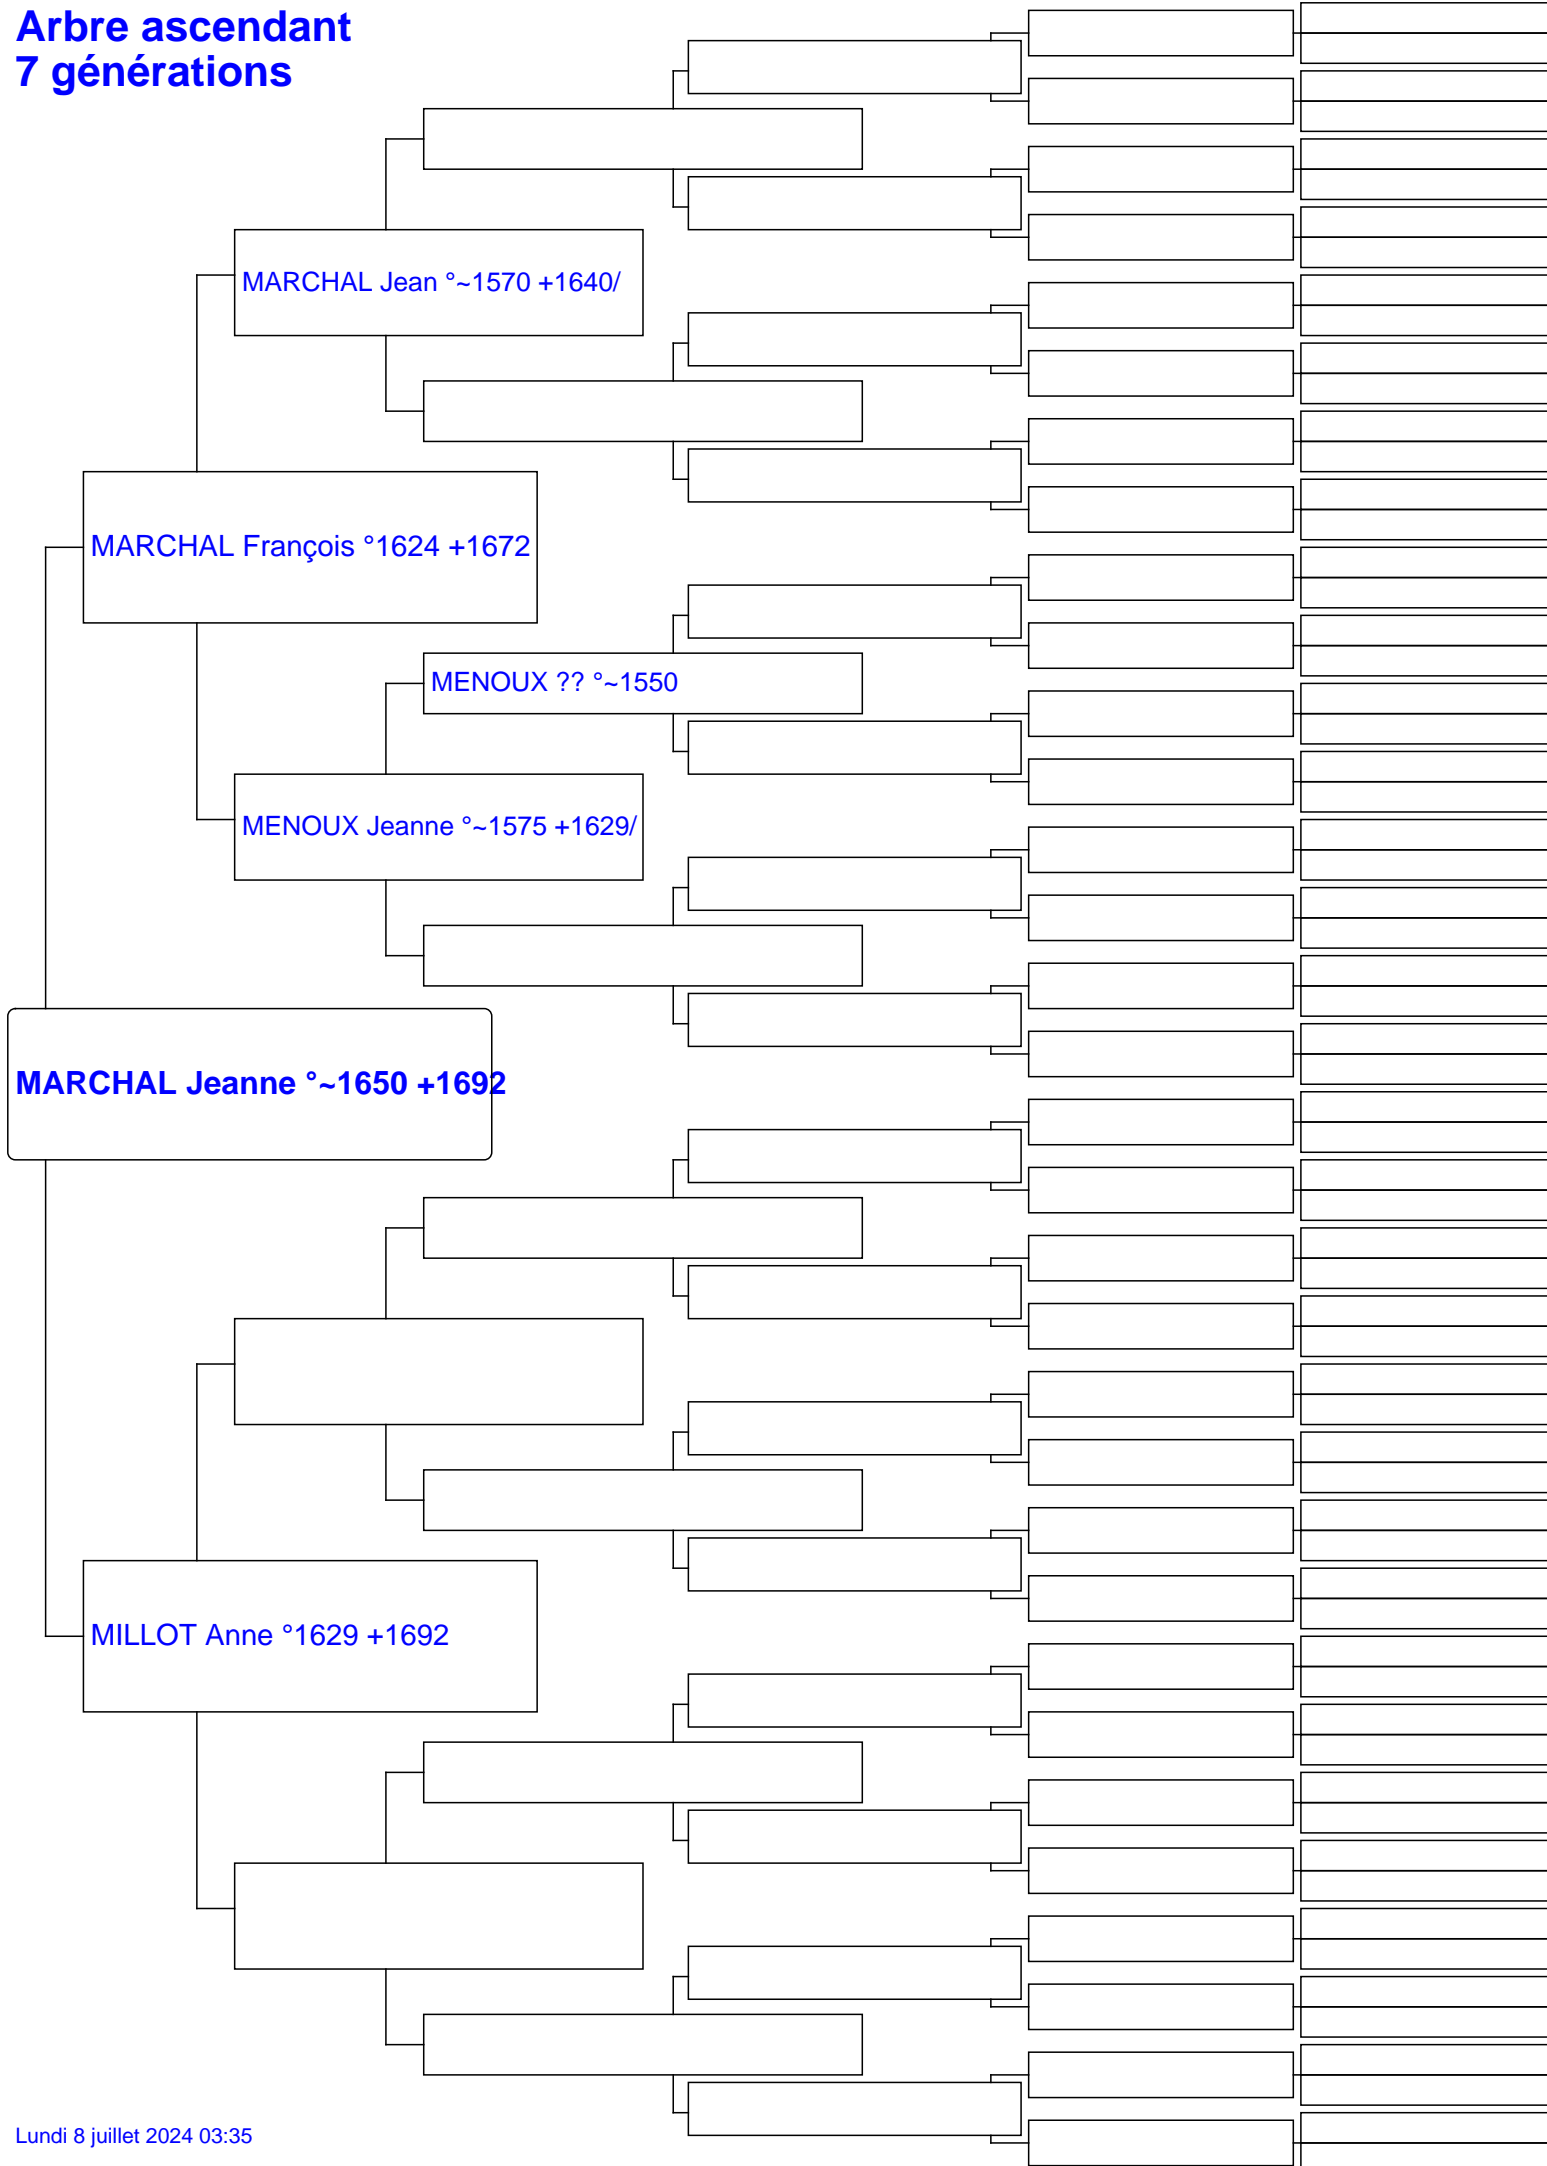 Arbre ascendant
7 générations
MARCHAL Jean °~1570 +1640/
MARCHAL François °1624 +1672
MENOUX ?? °~1550
MENOUX Jeanne °~1575 +1629/
MARCHAL Jeanne °~1650 +1692
MILLOT Anne °1629 +1692
Lundi 8 juillet 2024 03:35